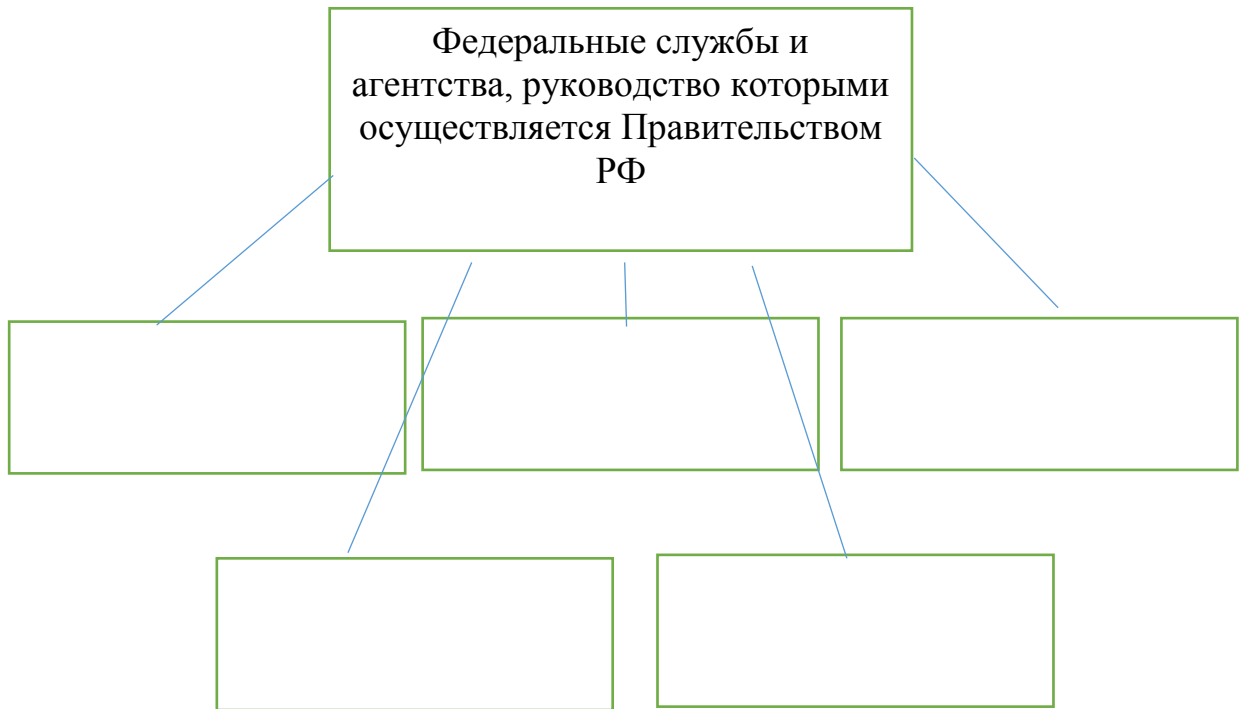 Федеральные службы и
агентства, руководство которыми
осуществляется Правительством
РФ